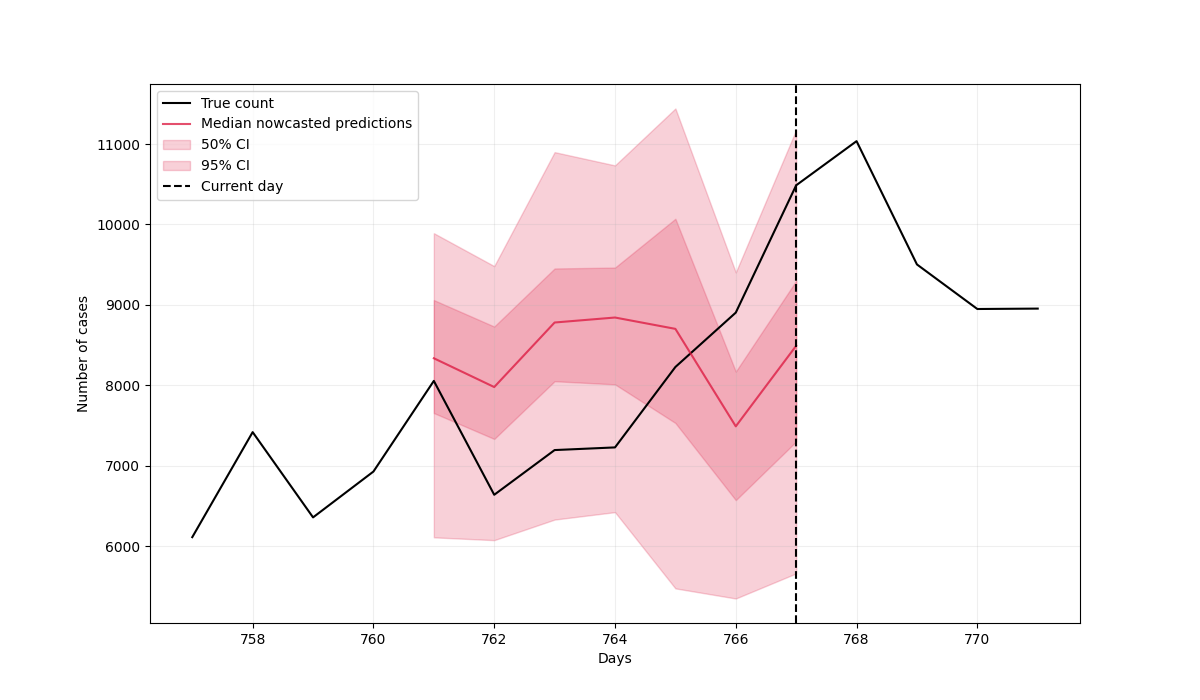 True count
Median nowcasted predictions
50% CI
95% CI
Current day
11000
10000
9000
8000
7000
6000
Number of cases
758 760 762 764 766 768 770
Days